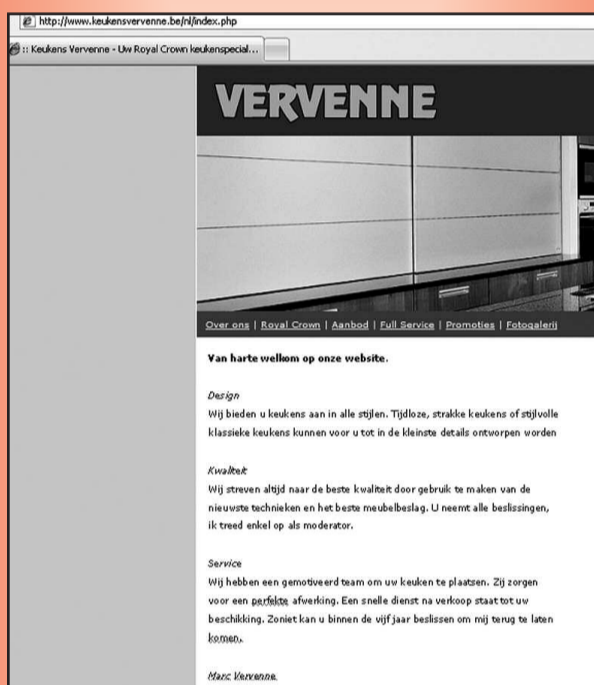 http://www.keukensvervenne.be/nl/index.php
:: Keukens Vervenne - Uw Royal Crown keukenspecial...
VERVENNE
Over ons | Royal Crown | Aanbod | Full Service | Promoties | Fotogalerij
Van harte welkom op onze website.
Design
Wij bieden u keukens aan in alle stijlen. Tijdloze, strakke keukens of stijlvolle
klassieke keukens kunnen voor u tot in de kleinste details ontworpen worden
Kwaliteit
Wij streven altijd naar de beste kwaliteit door gebruik te maken van de
nieuwste technieken en het beste meubelbeslag. U neemt alle beslissingen,
ik treed enkel op als moderator.
Service
Wij hebben een gemotiveerd team om uw keuken te plaatsen. Zij zorgen
voor een perfekte afwerking. Een snelle dienst na verkoop staat tot uw
beschikking. Zoniet kan u binnen de vijf jaar beslissen om mij terug te laten
komen.
Marc Vervenne